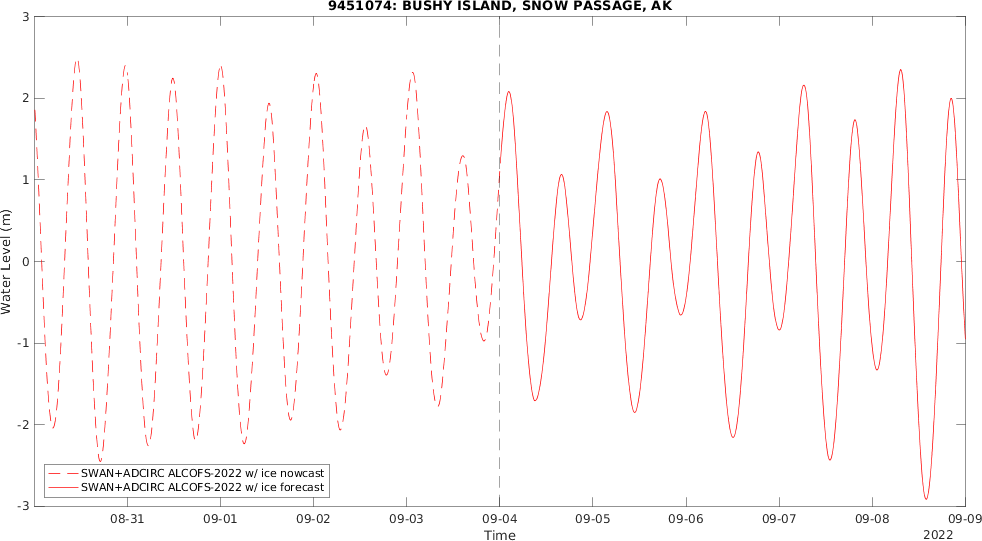 9451074: BUSHY ISLAND, SNOW PASSAGE, AK
3
2
1
0
-1
-2
-3
Water Level (m)
SWAN+ADCIRC ALCOFS-2022 w/ ice nowcast
SWAN+ADCIRC ALCOFS-2022 w/ ice forecast
08-31 09-01 09-02 09-03 09-04 09-05 09-06 09-07 09-08 09-09
Time
2022